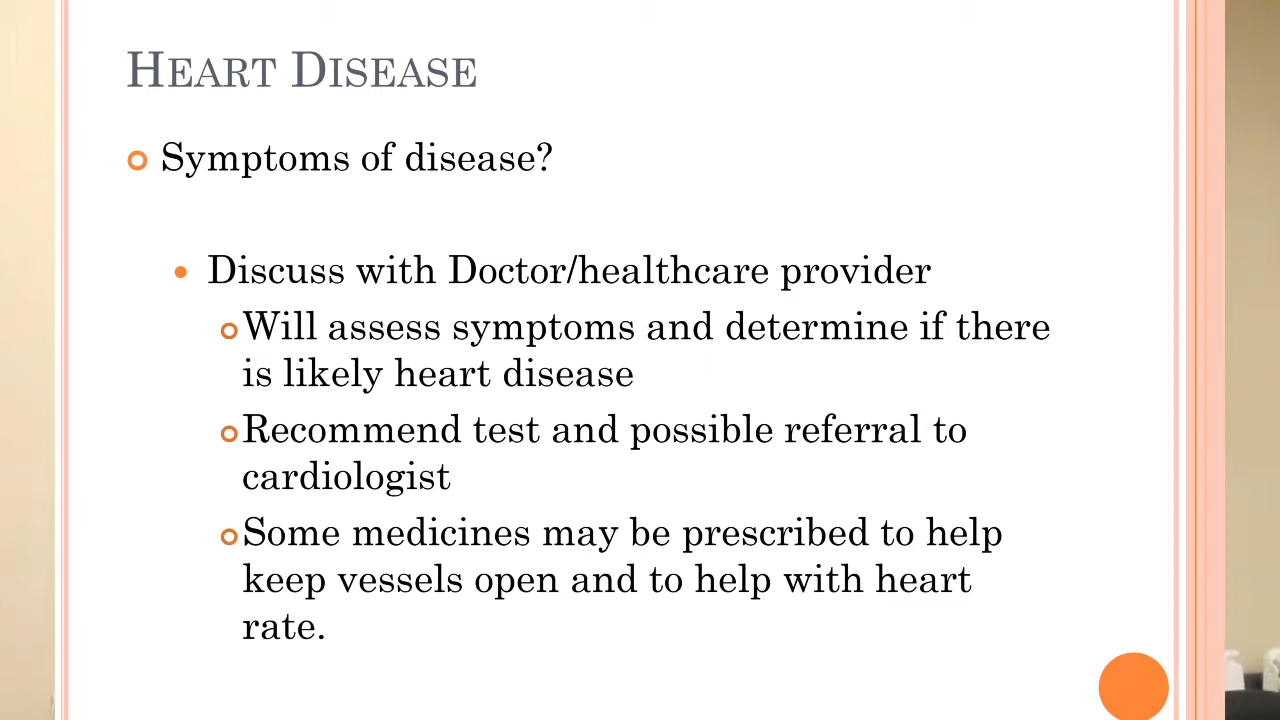 Heart Disease
Symptoms of disease?
Discuss with Doctor/healthcare provider
Will assess symptoms and determine if there
is likely heart disease
Recommend test and possible referral to
cardiologist
Some medicines may be prescribed to help
keep vessels open and to help with heart
rate.